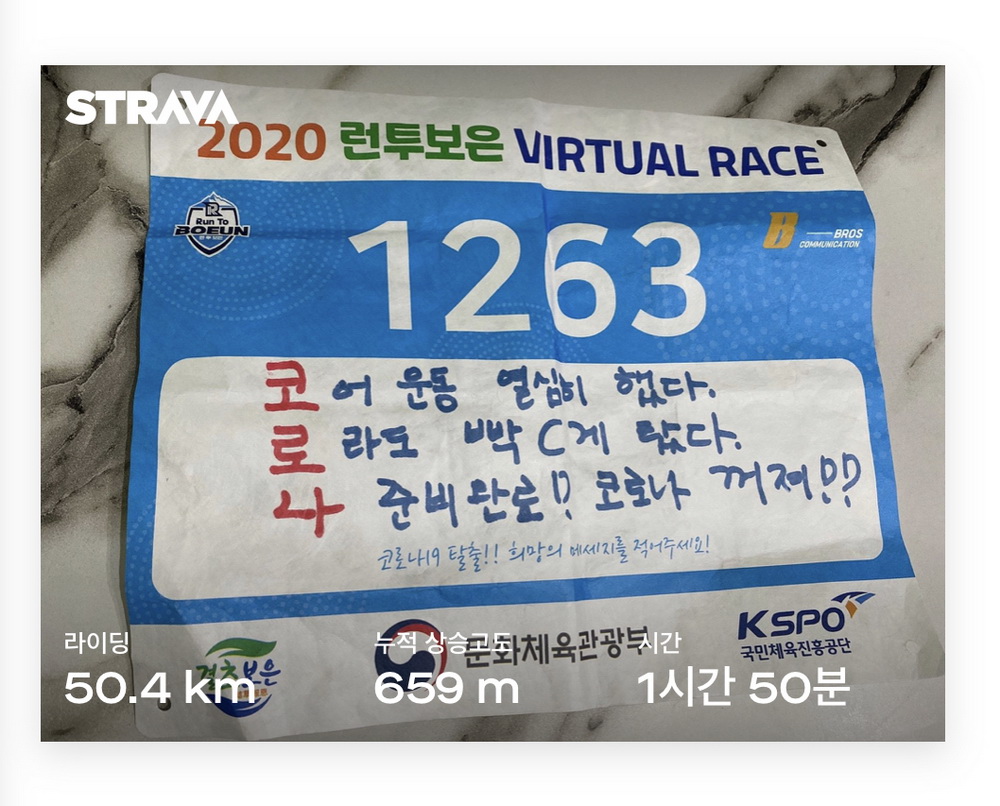 STRAVA
2020 런투보은 VIRTUAL RACE
Run To
BOEUN
1263
B BROS
COMMUNICATION
코어 운동 열심히 했다.
로라도 빡C게 탔다.
나 준비완료!? 코로나 꺼져!?!?
코로나19 탈출!! 희망의 메세지를 적어주세요!
결초보은
문화체육관광부
KSPO
국민체육진흥공단
라이딩 누적 상승고도 시간
50.4 km 659 m 1시간 50분